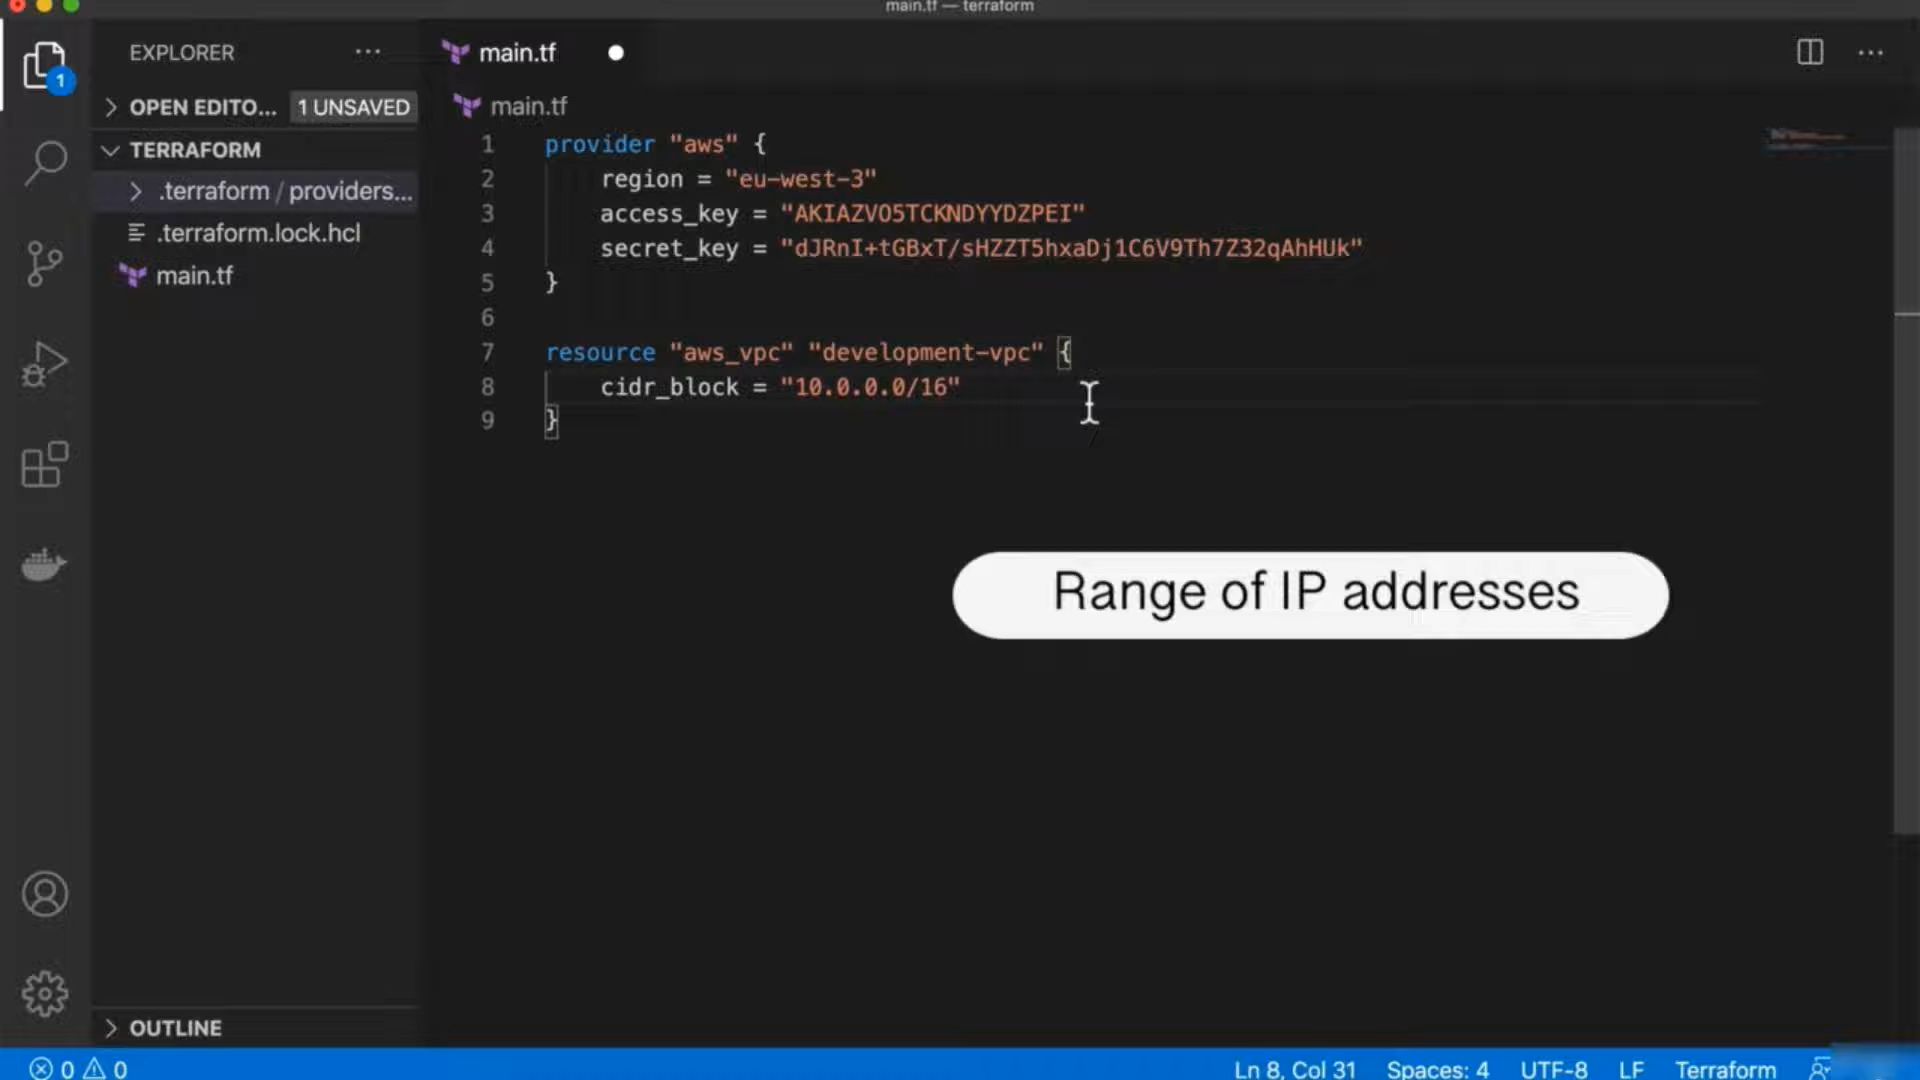 main.tf — terraform
EXPLORER ...
main.tf
1
OPEN EDITO... 1 UNSAVED
main.tf
TERRAFORM
.terraform / providers...
.terraform.lock.hcl
main.tf
1 provider "aws" {
2 region = "eu-west-3"
3 access_key = "AKIAZVO5TCKNDYYDZPEI"
4 secret_key = "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"
5 }
6
7 resource "aws_vpc" "development-vpc" {
8 cidr_block = "10.0.0.0/16"
9 }
Range of IP addresses
OUTLINE
0 0 Ln 8, Col 31 Spaces: 4 UTF-8 LF Terraform